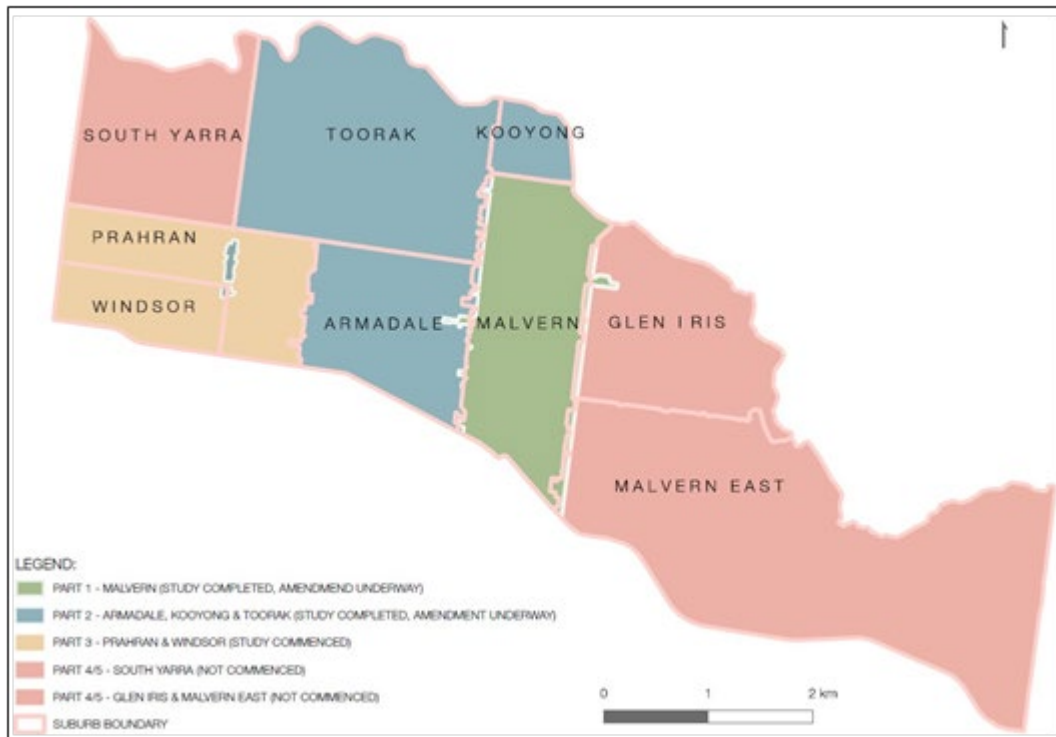 SOUTH YARRA
TOORAK
KOOYONG
PRAHRAN
WINDSOR
ARMADALE
MALVERN
GLEN IRIS
MALVERN EAST
LEGEND:
PART 1 - MALVERN (STUDY COMPLETED, AMENDMEND UNDERWAY)
PART 2 - ARMADALE, KOOYONG & TOORAK (STUDY COMPLETED, AMENDMENT UNDERWAY)
PART 3 - PRAHRAN & WINDSOR (STUDY COMMENCED)
PART 4/5 - SOUTH YARRA (NOT COMMENCED)
PART 4/5 - GLEN IRIS & MALVERN EAST (NOT COMMENCED)
SUBURB BOUNDARY
0 1 2 km